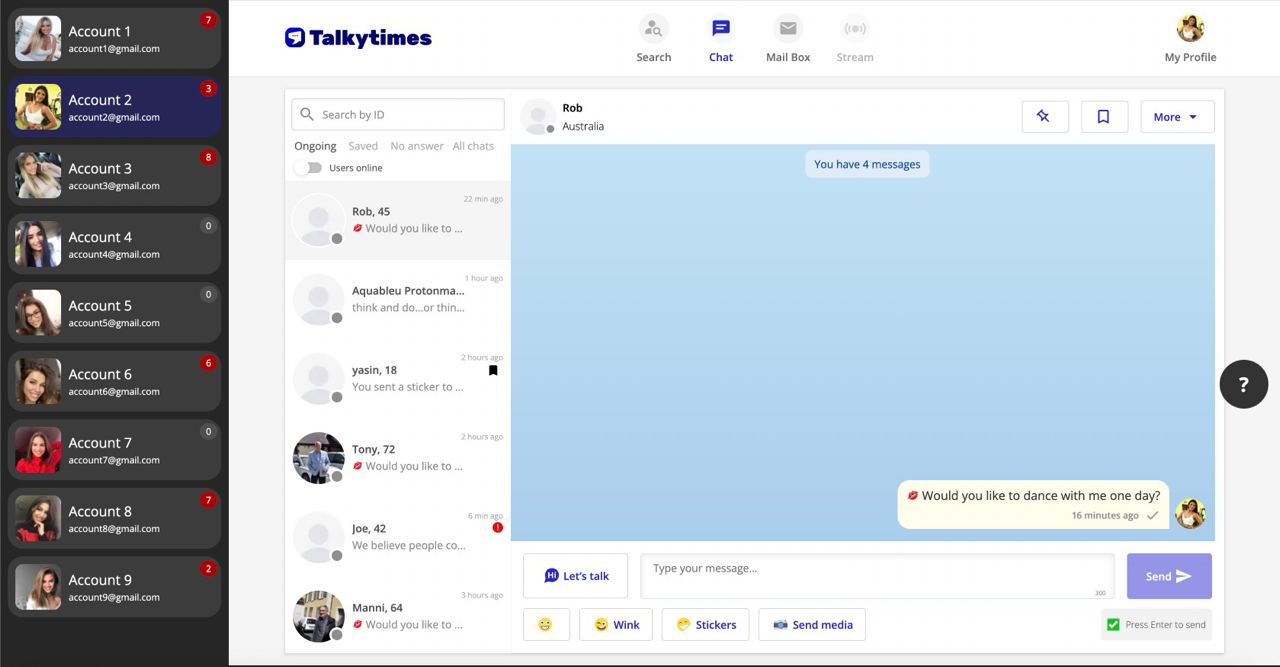 Account 1
account1@gmail.com
7
Account 2
account2@gmail.com
3
Account 3
account3@gmail.com
8
Account 4
account4@gmail.com
0
Account 5
account5@gmail.com
0
Account 6
account6@gmail.com
6
Account 7
account7@gmail.com
0
Account 8
account8@gmail.com
7
Account 9
account9@gmail.com
2
Talkytimes
Search
Chat
Mail Box
Stream
My Profile
Search by ID
Ongoing Saved No answer All chats
Users online
22 min ago
Rob, 45
Would you like to ...
1 hour ago
Aquableu Protonma...
think and do...or thin...
2 hours ago
yasin, 18
You sent a sticker to ...
2 hours ago
Tony, 72
Would you like to ...
6 min ago
Joe, 42
!
We believe people co...
3 hours ago
Manni, 64
Would you like to ...
Rob
Australia
More
You have 4 messages
💋 Would you like to dance with me one day?
16 minutes ago
Hi Let's talk
Type your message...
300
Send
Wink
Stickers
Send media
Press Enter to send
?